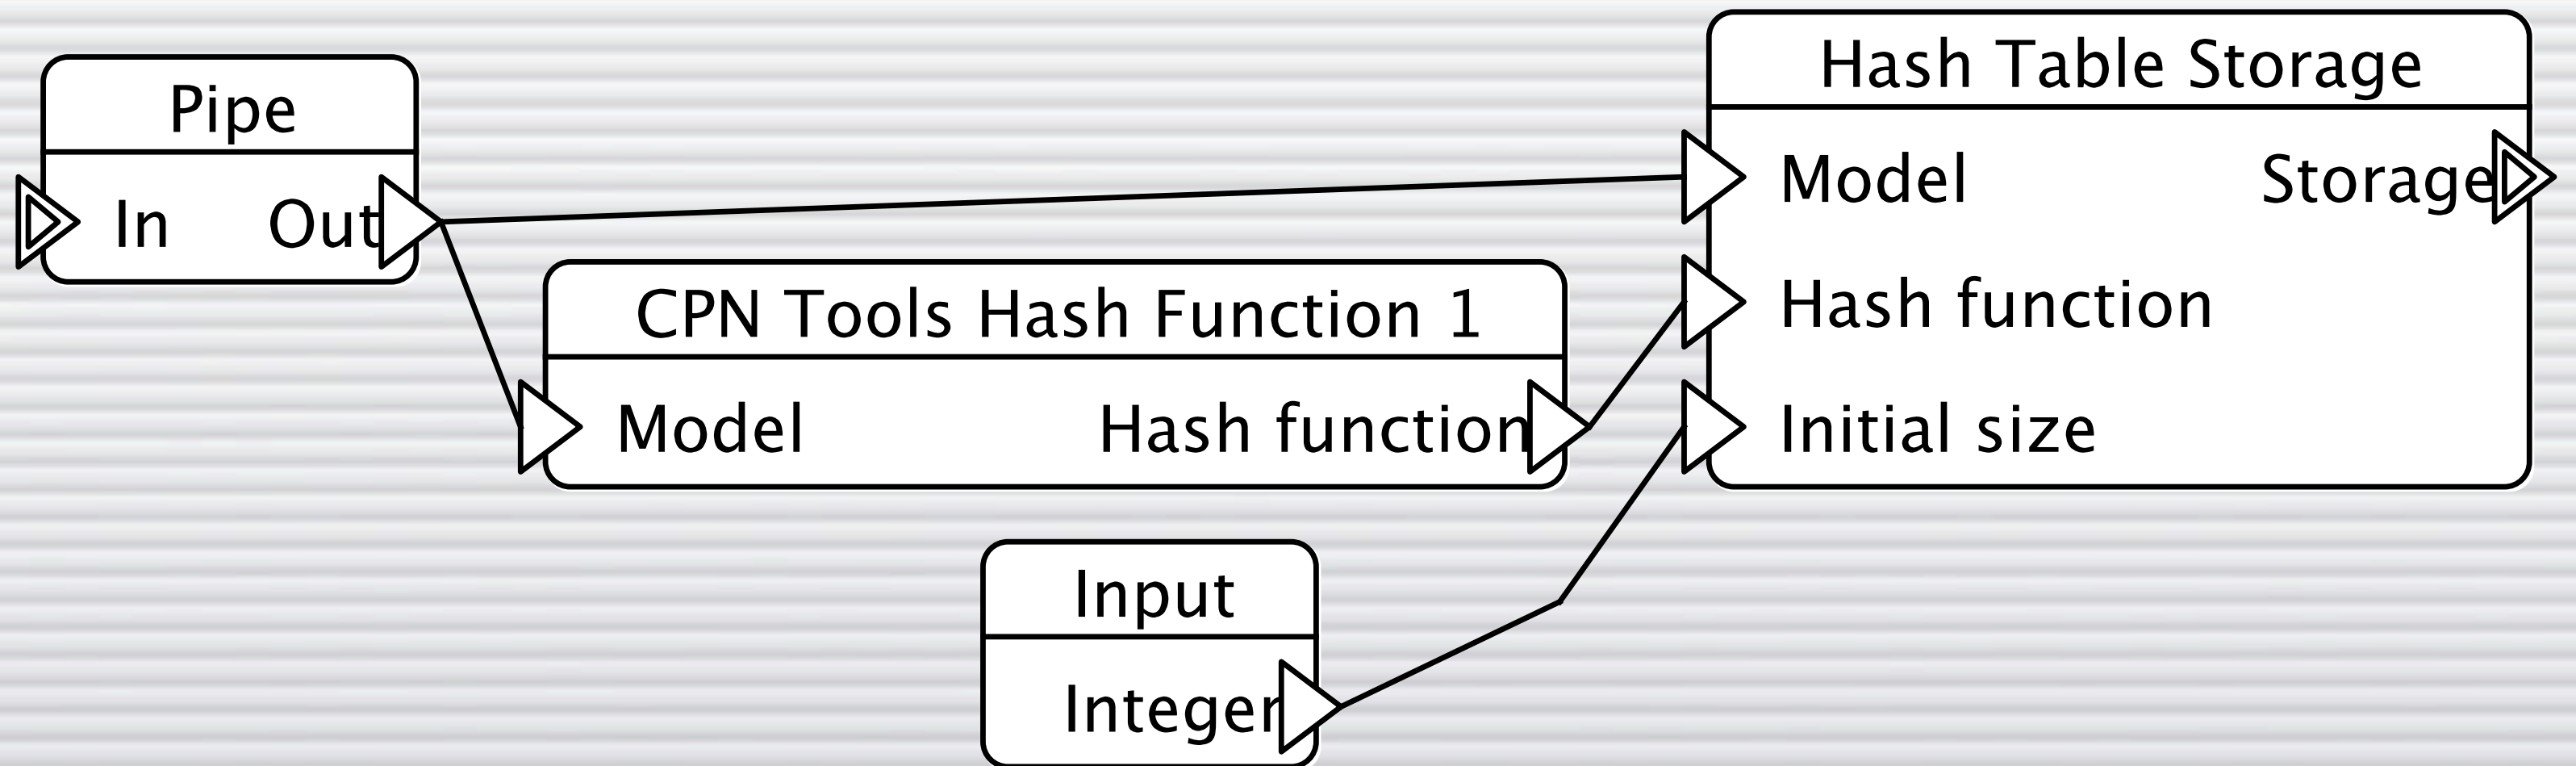 Pipe
In Out
CPN Tools Hash Function 1
Model Hash function
Input
Integer
Hash Table Storage
Model Storage
Hash function
Initial size